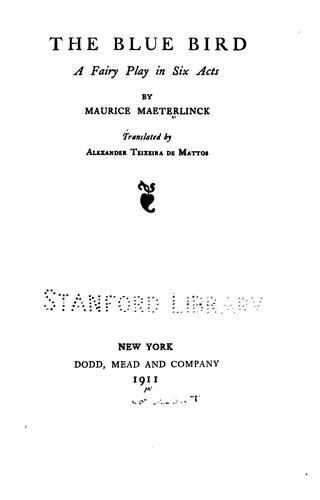 THE BLUE BIRD
A Fairy Play in Six Acts
BY
MAURICE MAETERLINCK
Translated by
ALEXANDER TEIXEIRA DE MATTOS
STANFORD LIBRARY
NEW YORK
DODD, MEAD AND COMPANY
1911